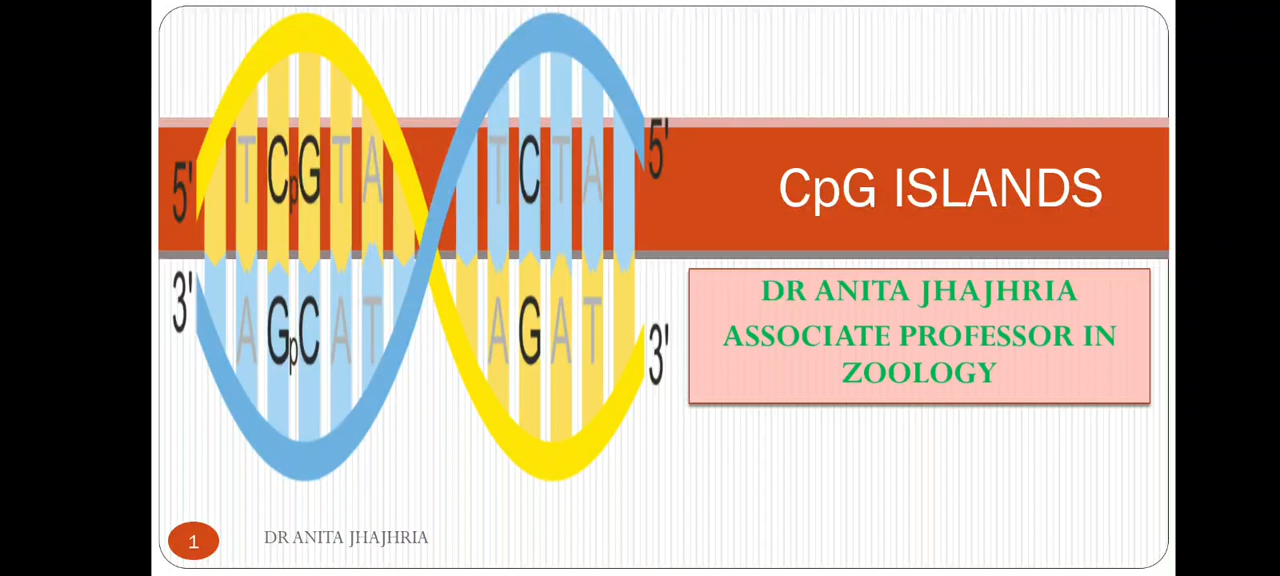 5' T CpG T A T C T A 5'
3' A GpC A T A G A T 3'
CpG ISLANDS
DR ANITA JHAJHRIA
ASSOCIATE PROFESSOR IN
ZOOLOGY
1 DR ANITA JHAJHRIA